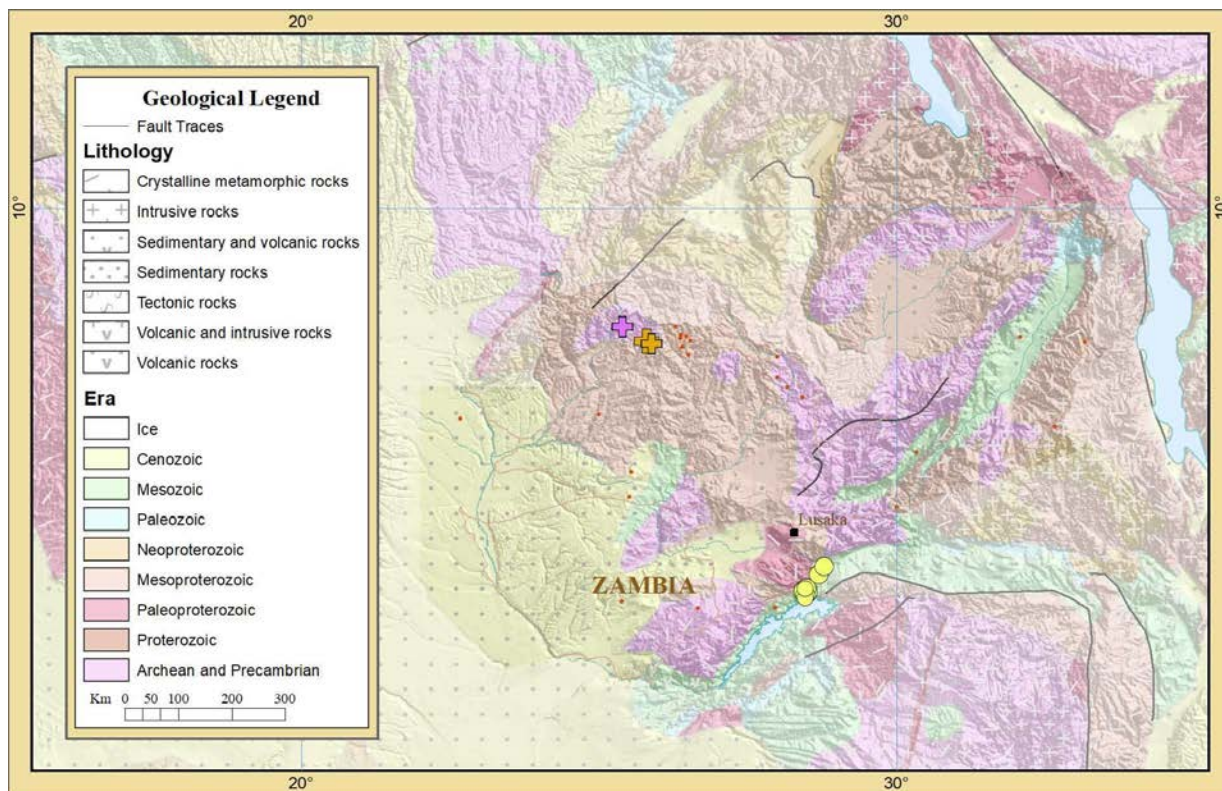 20°
30°
10°
10°
Geological Legend
Fault Traces
Lithology
Crystalline metamorphic rocks
Intrusive rocks
Sedimentary and volcanic rocks
Sedimentary rocks
Tectonic rocks
Volcanic and intrusive rocks
Volcanic rocks
Era
Ice
Cenozoic
Mesozoic
Paleozoic
Neoproterozoic
Mesoproterozoic
Paleoproterozoic
Proterozoic
Archean and Precambrian
Km 0 50 100 200 300
Lusaka
ZAMBIA
20°
30°